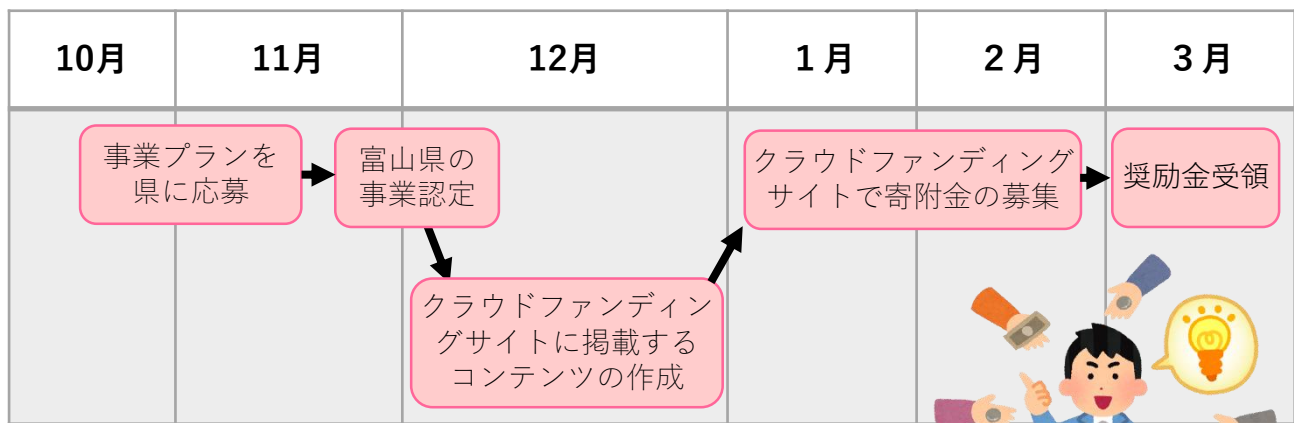 10月
11月
12月
1月
2月
3月
事業プランを
県に応募
富山県の
事業認定
クラウドファンディン
グサイトに掲載する
コンテンツの作成
クラウドファンディング
サイトで寄附金の募集
奨励金受領